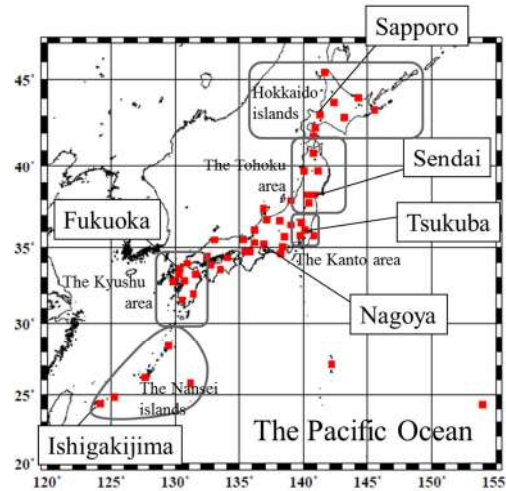 Sapporo
45°
Hokkaido
islands
40°
The Tohoku
area
Sendai
Fukuoka
Tsukuba
35°
The Kanto area
The Kyushu
area
Nagoya
30°
25°
The Nansei
islands
The Pacific Ocean
Ishigakijima
20°
120° 125° 130° 135° 140° 145° 150° 155